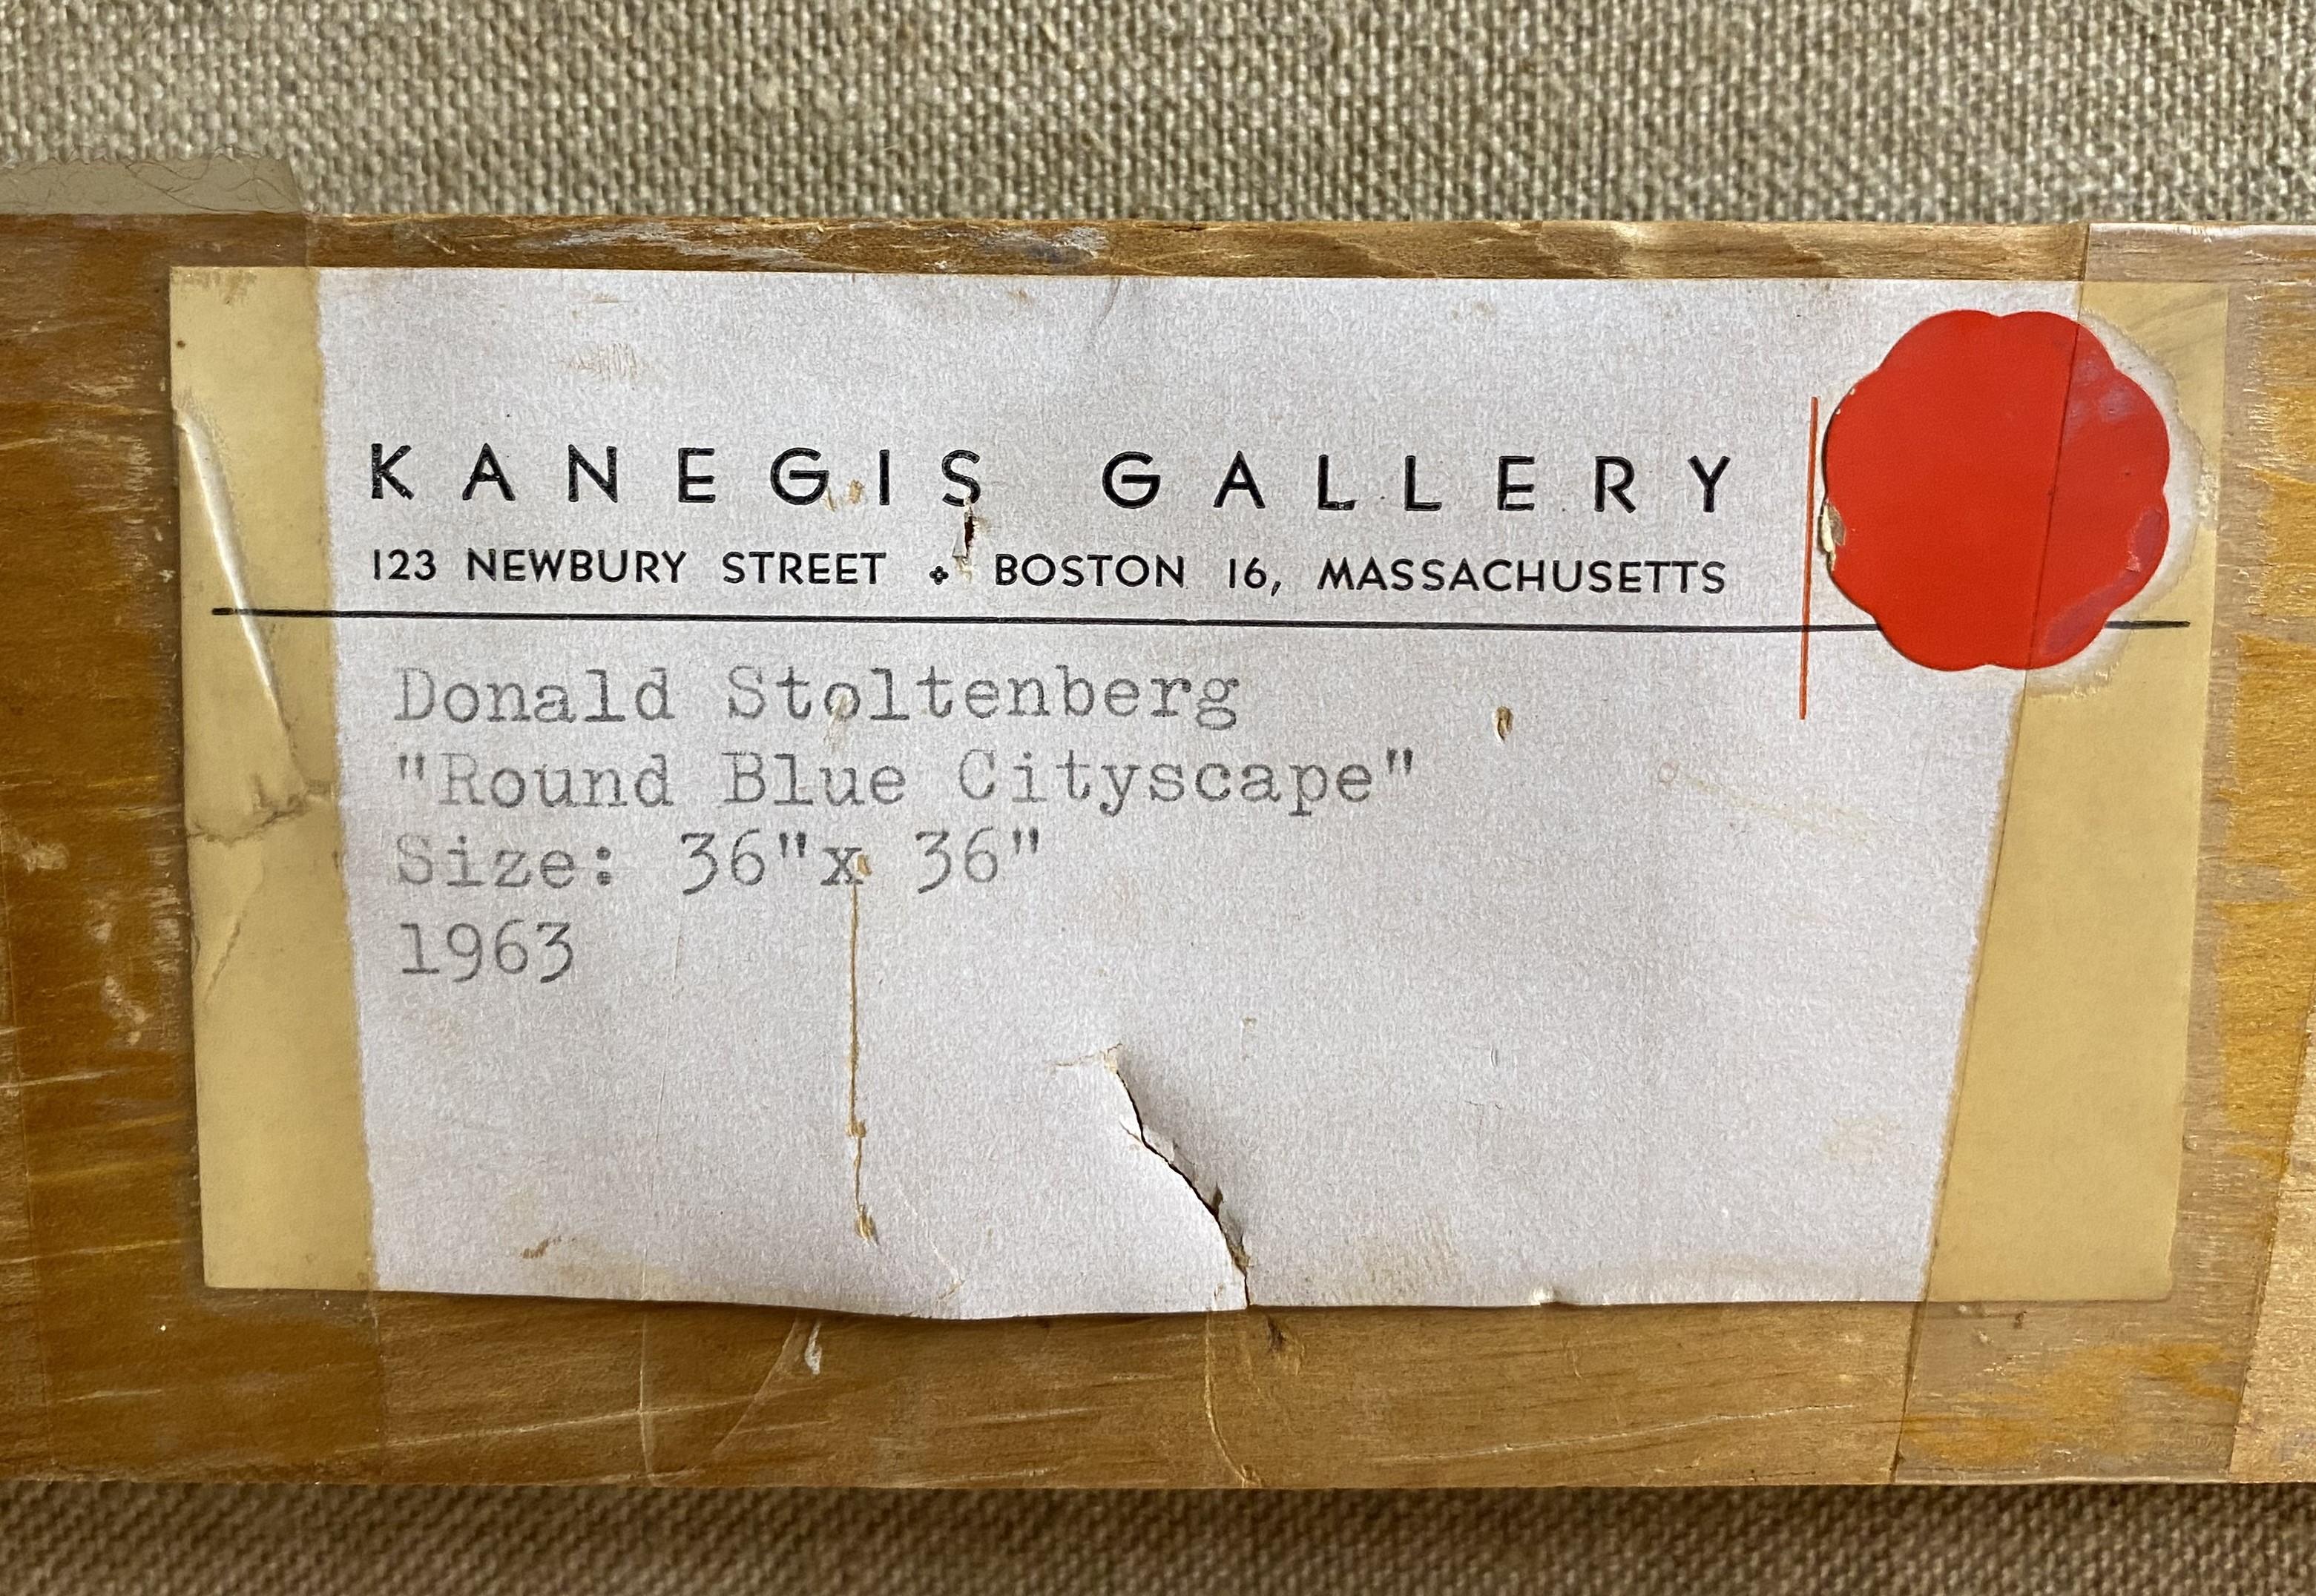 KANEGIS GALLERY
123 NEWBURY STREET ✤ BOSTON 16, MASSACHUSETTS
Donald Stoltenberg
"Round Blue Cityscape"
Size: 36"x 36"
1963